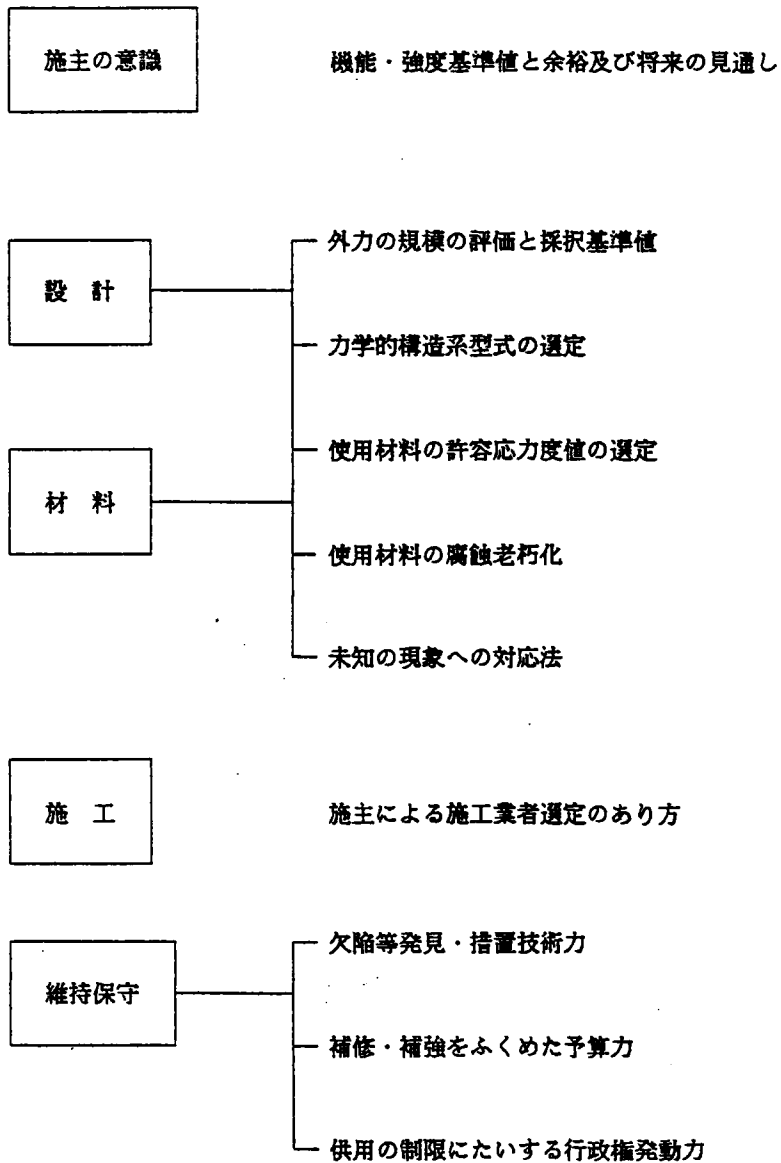 施主の意識
機能・強度基準値と余裕及び将来の見通し
設 計
外力の規模の評価と採択基準値
力学的構造系型式の選定
使用材料の許容応力度値の選定
材 料
使用材料の腐蝕老朽化
未知の現象への対応法
施 工
施主による施工業者選定のあり方
維持保守
欠陥等発見・措置技術力
補修・補強をふくめた予算力
供用の制限にたいする行政権発動力